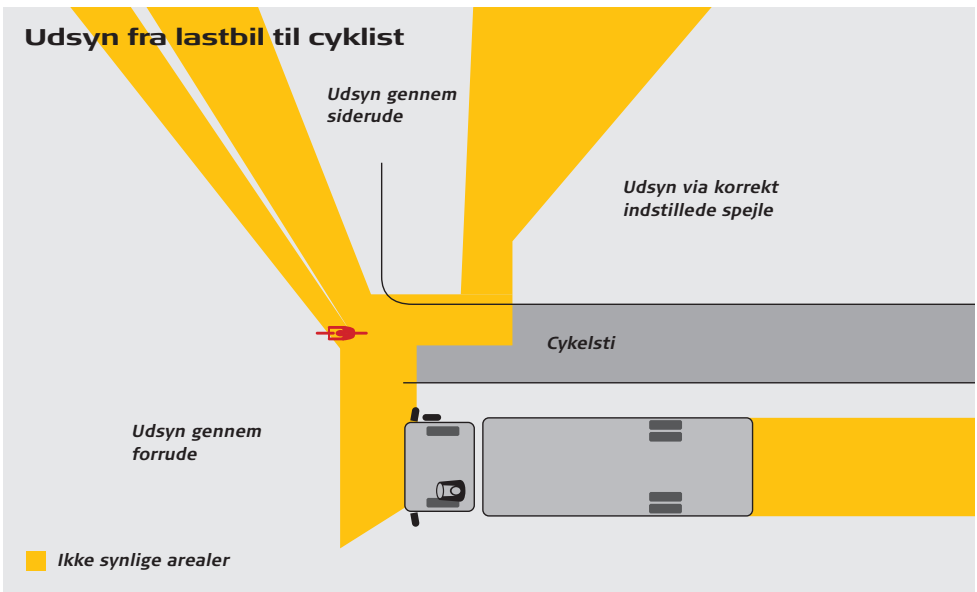 Udsyn fra lastbil til cyklist
Udsyn gennem
siderude
Udsyn via korrekt
indstillede spejle
Cykelsti
Udsyn gennem
forrude
Ikke synlige arealer